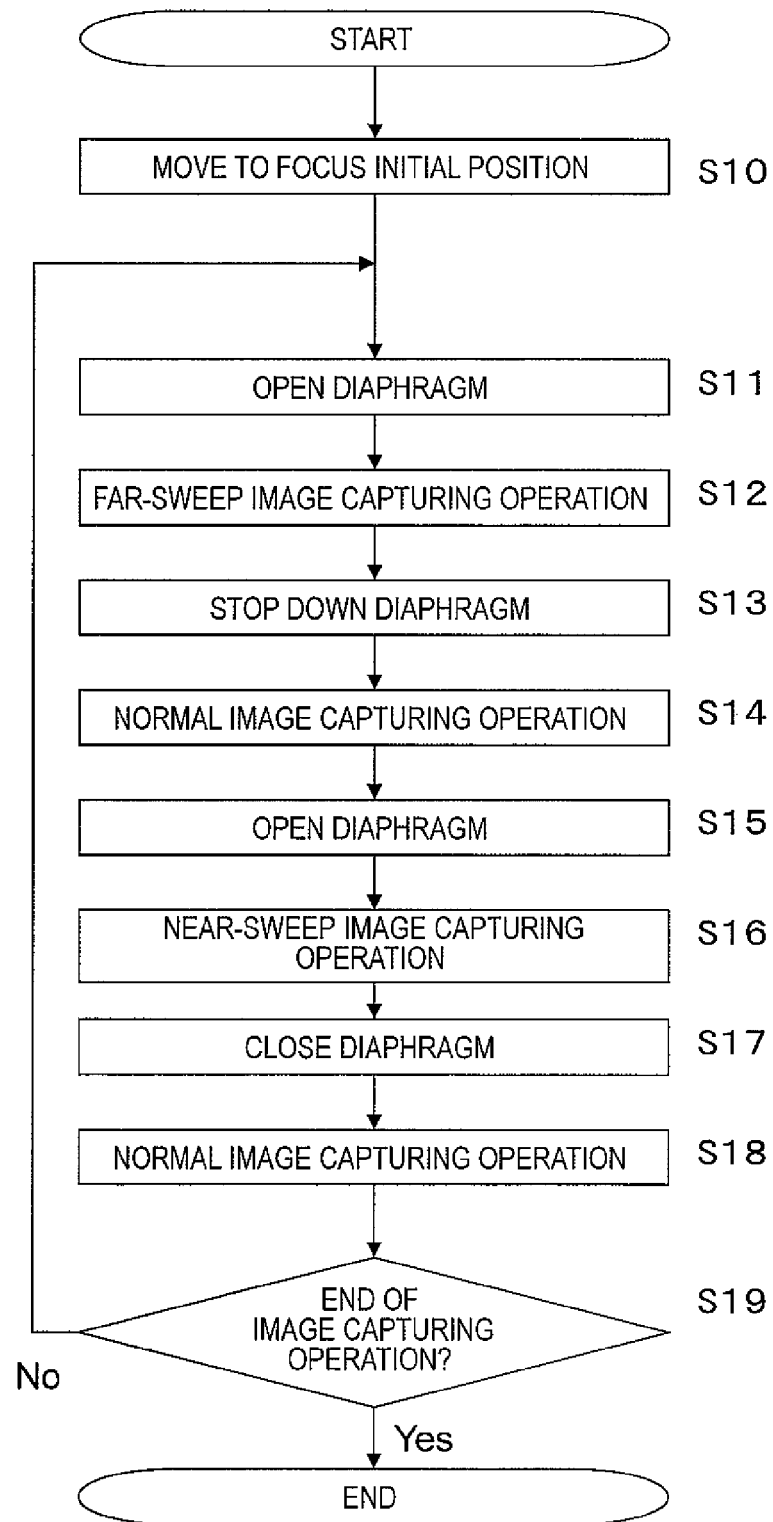 START
MOVE TO FOCUS INITIAL POSITION
S10
OPEN DIAPHRAGM
S11
FAR-SWEEP IMAGE CAPTURING OPERATION
S12
STOP DOWN DIAPHRAGM
S13
NORMAL IMAGE CAPTURING OPERATION
S14
OPEN DIAPHRAGM
S15
NEAR-SWEEP IMAGE CAPTURING
OPERATION
S16
CLOSE DIAPHRAGM
S17
NORMAL IMAGE CAPTURING OPERATION
S18
END OF
IMAGE CAPTURING
OPERATION?
S19
No
Yes
END